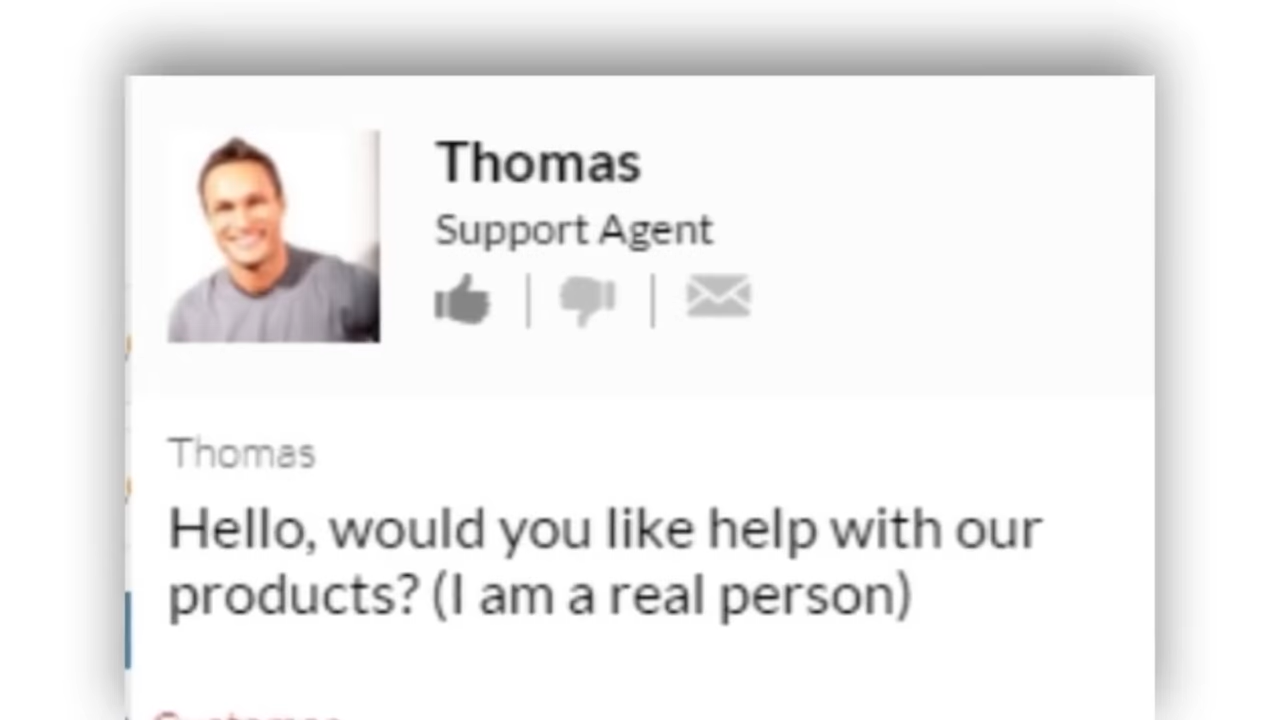 Thomas
Support Agent
Thomas
Hello, would you like help with our
products? (I am a real person)